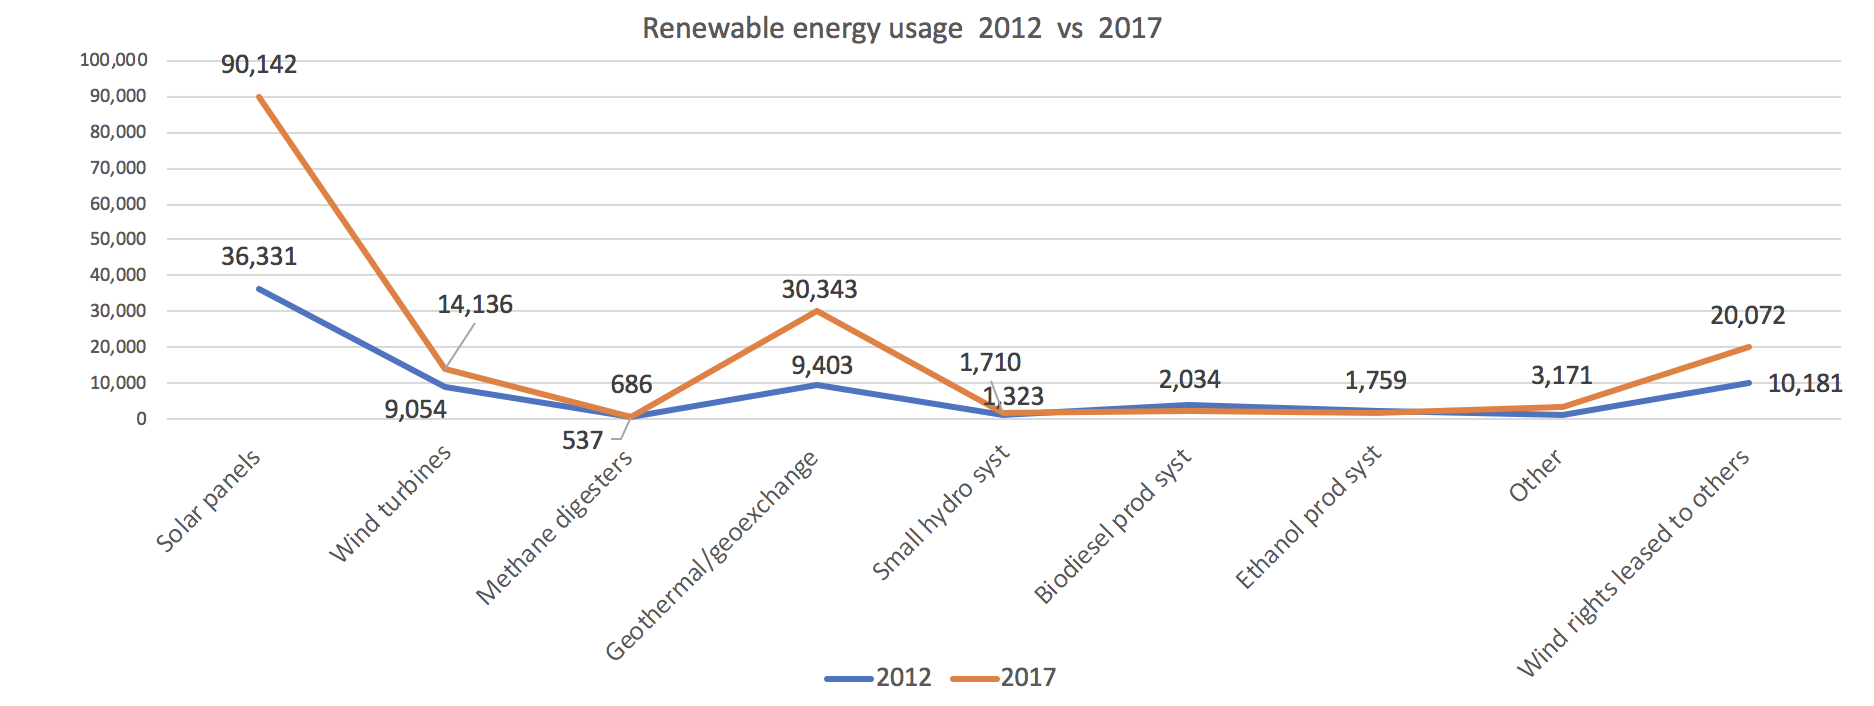 Renewable energy usage 2012 vs 2017
100,000
90,000
80,000
70,000
60,000
50,000
40,000
30,000
20,000
10,000
0
90,142
36,331
14,136
9,054
686
537
30,343
9,403
1,710
1,323
2,034
1,759
3,171
20,072
10,181
Solar panels
Wind turbines
Methane digesters
Geothermal/geoexchange
Small hydro syst
Biodiesel prod syst
Ethanol prod syst
Other
Wind rights leased to others
2012
2017